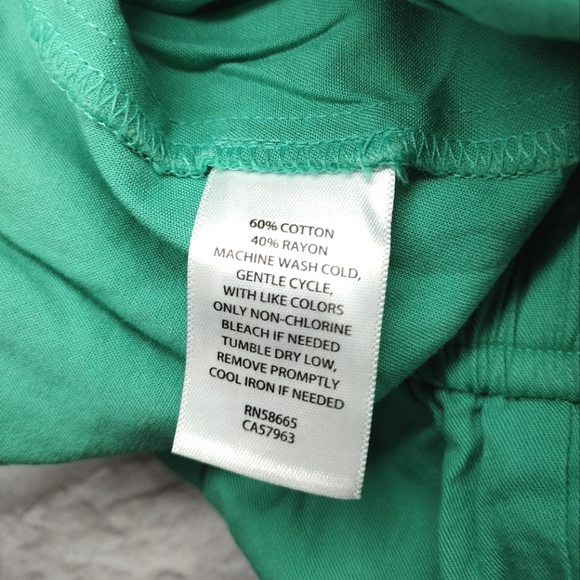 60% COTTON
40% RAYON
MACHINE WASH COLD,
GENTLE CYCLE,
WITH LIKE COLORS
ONLY NON-CHLORINE
BLEACH IF NEEDED
TUMBLE DRY LOW,
REMOVE PROMPTLY
COOL IRON IF NEEDED
RN58665
CA57963